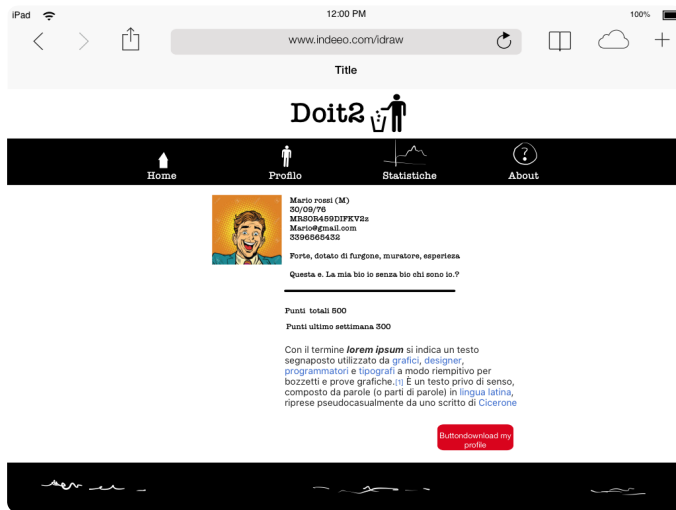 iPad 12:00 PM 100%
www.indeeo.com/idraw
Title
Doit2
Home Profilo Statistiche About
Mario rossi (M)
30/09/76
MRSOR459DIFKV2z
Mario@gmail.com
3396565432
Forte, dotato di furgone, muratore, esperieza
Questa e. La mia bio io senza bio chi sono io.?
Punti totali 500
Punti ultimo settimana 300
Con il termine lorem ipsum si indica un testo
segnaposto utilizzato da grafici, designer,
programmatori e tipografi a modo riempitivo per
bozzetti e prove grafiche.[1] È un testo privo di senso,
composto da parole (o parti di parole) in lingua latina,
riprese pseudocasualmente da uno scritto di Cicerone
Buttondownload my
profile